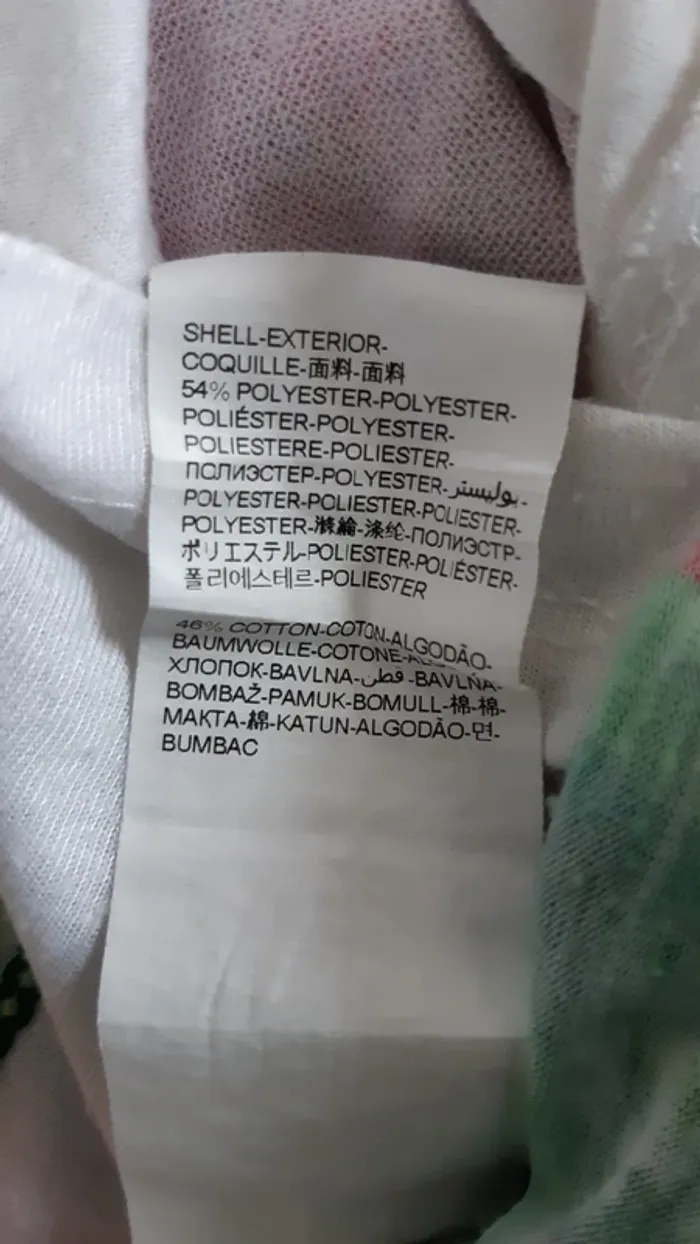 SHELL-EXTERIOR-
COQUILLE-面料-面料
54% POLYESTER-POLYESTER-
POLIÉSTER-POLYESTER-
POLIESTERE-POLIESTER-
ПОЛИЭСТЕР-POLYESTER-بوليستر-
POLYESTER-POLIESTER-POLIESTER-
POLYESTER-滌綸-涤纶-ПОЛИЭСТР-
ポリエステル-POLIESTER-POLIÉSTER-
폴리에스테르-POLIESTER
46% COTTON-COTON-ALGODÃO-
BAUMWOLLE-COTONE-
ХЛОПОК-BAVLNA-قطن-BAVLNA-
BOMBAŽ-PAMUK-BOMULL-棉-棉-
МАКТА-綿-KATUN-ALGODÃO-면-
BUMBAC